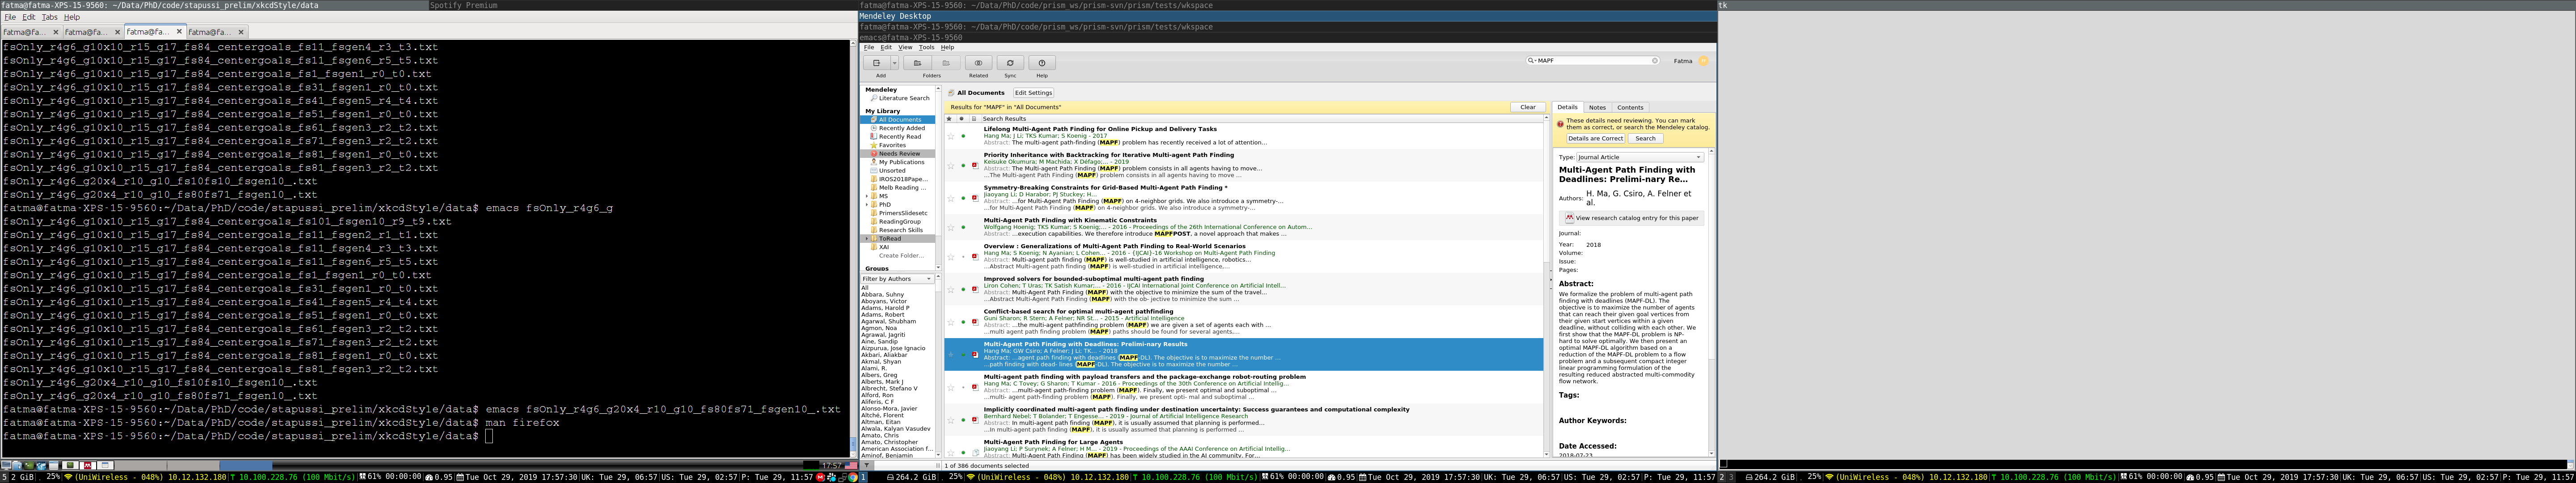 fatma@fatma-XPS-15-9560: ~/Data/PhD/code/stapussi_prelim/xkcdStyle/data
Spotify Premium
File Edit Tabs Help
fatma@fa...
fatma@fa...
fatma@fa...
fatma@fa...
fsOnly_r4g6_g10x10_r15_g17_fs84_centergoals_fs11_fsgen4_r3_t3.txt
fsOnly_r4g6_g10x10_r15_g17_fs84_centergoals_fs11_fsgen6_r5_t5.txt
fsOnly_r4g6_g10x10_r15_g17_fs84_centergoals_fs1_fsgen1_r0_t0.txt
fsOnly_r4g6_g10x10_r15_g17_fs84_centergoals_fs31_fsgen1_r0_t0.txt
fsOnly_r4g6_g10x10_r15_g17_fs84_centergoals_fs41_fsgen5_r4_t4.txt
fsOnly_r4g6_g10x10_r15_g17_fs84_centergoals_fs51_fsgen1_r0_t0.txt
fsOnly_r4g6_g10x10_r15_g17_fs84_centergoals_fs61_fsgen3_r2_t2.txt
fsOnly_r4g6_g10x10_r15_g17_fs84_centergoals_fs71_fsgen3_r2_t2.txt
fsOnly_r4g6_g10x10_r15_g17_fs84_centergoals_fs81_fsgen1_r0_t0.txt
fsOnly_r4g6_g10x10_r15_g17_fs84_centergoals_fs81_fsgen3_r2_t2.txt
fsOnly_r4g6_g20x4_r10_g10_fs10fs10_fsgen10_.txt
fsOnly_r4g6_g20x4_r10_g10_fs80fs71_fsgen10_.txt
fatma@fatma-XPS-15-9560:~/Data/PhD/code/stapussi_prelim/xkcdStyle/data$ emacs fsOnly_r4g6_g
fsOnly_r4g6_g10x10_r15_g17_fs84_centergoals_fs101_fsgen10_r9_t9.txt
fsOnly_r4g6_g10x10_r15_g17_fs84_centergoals_fs11_fsgen2_r1_t1.txt
fsOnly_r4g6_g10x10_r15_g17_fs84_centergoals_fs11_fsgen4_r3_t3.txt
fsOnly_r4g6_g10x10_r15_g17_fs84_centergoals_fs11_fsgen6_r5_t5.txt
fsOnly_r4g6_g10x10_r15_g17_fs84_centergoals_fs1_fsgen1_r0_t0.txt
fsOnly_r4g6_g10x10_r15_g17_fs84_centergoals_fs31_fsgen1_r0_t0.txt
fsOnly_r4g6_g10x10_r15_g17_fs84_centergoals_fs41_fsgen5_r4_t4.txt
fsOnly_r4g6_g10x10_r15_g17_fs84_centergoals_fs51_fsgen1_r0_t0.txt
fsOnly_r4g6_g10x10_r15_g17_fs84_centergoals_fs61_fsgen3_r2_t2.txt
fsOnly_r4g6_g10x10_r15_g17_fs84_centergoals_fs71_fsgen3_r2_t2.txt
fsOnly_r4g6_g10x10_r15_g17_fs84_centergoals_fs81_fsgen1_r0_t0.txt
fsOnly_r4g6_g10x10_r15_g17_fs84_centergoals_fs81_fsgen3_r2_t2.txt
fsOnly_r4g6_g20x4_r10_g10_fs10fs10_fsgen10_.txt
fsOnly_r4g6_g20x4_r10_g10_fs80fs71_fsgen10_.txt
fatma@fatma-XPS-15-9560:~/Data/PhD/code/stapussi_prelim/xkcdStyle/data$ emacs fsOnly_r4g6_g20x4_r10_g10_fs80fs71_fsgen10_.txt
fatma@fatma-XPS-15-9560:~/Data/PhD/code/stapussi_prelim/xkcdStyle/data$ man firefox
fatma@fatma-XPS-15-9560:~/Data/PhD/code/stapussi_prelim/xkcdStyle/data$
17:57
5 2 GiB 25% (UniWireless - 048%) 10.12.132.180 10.100.228.76 (100 Mbit/s) 61% 00:00:00 0.95 Tue Oct 29, 2019 17:57:30 UK: Tue 29, 06:57 US: Tue 29, 02:57 P: Tue 29, 11:57
fatma@fatma-XPS-15-9560: ~/Data/PhD/code/prism_ws/prism-svn/prism/tests/wkspace
Mendeley Desktop
fatma@fatma-XPS-15-9560: ~/Data/PhD/code/prism_ws/prism-svn/prism/tests/wkspace
emacs@fatma-XPS-15-9560
File Edit View Tools Help
Add Folders Related Sync Help
MAPF
Fatma
Mendeley
Literature Search
My Library
All Documents
Recently Added
Recently Read
Favorites
Needs Review
My Publications
Unsorted
IROS2018Pape...
Melb Reading ...
MS
PhD
PrimersSlidesetc
ReadingGroup
Research Skills
ToRead
XAI
Create Folder...
Groups
Filter by Authors
All
Abbara, Suhny
Aboyans, Victor
Adams, Harold P
Adams, Robert
Agarwal, Shubham
Agmon, Noa
Agrawal, Jagriti
Aine, Sandip
Aizpurua, Jose Ignacio
Akbari, Aliakbar
Akmal, Shyan
Alami, R.
Albers, Greg
Alberts, Mark J
Albrecht, Stefano V
Alford, Ron
Aliferis, C F
Alonso-Mora, Javier
Altché, Florent
Altman, Eitan
Alwala, Kalyan Vasudev
Amato, Chris
Amato, Christopher
American Association f...
Aminof, Benjamin
All Documents Edit Settings
Results for "MAPF" in "All Documents" Clear
Search Results
Lifelong Multi-Agent Path Finding for Online Pickup and Delivery Tasks
Hang Ma; J Li; TKS Kumar; S Koenig - 2017
Abstract: The multi-agent path-finding (MAPF) problem has recently received a lot of attention...
Priority Inheritance with Backtracking for Iterative Multi-agent Path Finding
Keisuke Okumura; M Machida; X Défago;... - 2019
Abstract: The Multi-agent Path Finding (MAPF) problem consists in all agents having to move...
...The Multi-agent Path Finding (MAPF) problem consists in all agents having to move ...
Symmetry-Breaking Constraints for Grid-Based Multi-Agent Path Finding *
Jiaoyang Li; D Harabor; PJ Stuckey; H...
...for Multi-Agent Path Finding (MAPF) on 4-neighbor grids. We also introduce a symmetry-...
...for (MAPF) on 4-neighbor grids. We also introduce a symmetry-...
Multi-Agent Path Finding with Kinematic Constraints
Wolfgang Hoenig; TKS Kumar; S Koenig;... - 2016 - Proceedings of the 26th International Conference on Autom...
Abstract: ...execution capabilities. We therefore introduce MAPFPOST, a novel approach that makes ...
Overview : Generalizations of Multi-Agent Path Finding to Real-World Scenarios
Hang Ma; S Koenig; N Ayanian; L Cohen... - 2016 - (IJCAI)-16 Workshop on Multi-Agent Path Finding
Abstract: Multi-agent path finding (MAPF) is well-studied in artificial intelligence, robotics...
...Abstract Multi-agent path finding (MAPF) is well-studied in artificial intelligence,...
Improved solvers for bounded-suboptimal multi-agent path finding
Liron Cohen; T Uras; TK Satish Kumar;... - 2016 - IJCAI International Joint Conference on Artificial Intell...
Abstract: Multi-Agent Path Finding (MAPF) with the objective to minimize the sum of the travel...
...Abstract Multi-Agent Path Finding (MAPF) with the ob- jective to minimize the sum ...
Conflict-based search for optimal multi-agent pathfinding
Guni Sharon; R Stern; A Felner; NR St... - 2015 - Artificial Intelligence
Abstract: ...the multi-agent pathfinding problem (MAPF) we are given a set of agents each with ...
...multi-agent path finding problem (MAPF) paths should be found for several agents,...
Multi-Agent Path Finding with Deadlines: Prelimi-nary Results
Hang Ma; GW Csiro; A Felner; J Li; TK... - 2018
Abstract: ...agent path finding with deadlines (MAPF-DL). The objective is to maximize the number ...
...path finding with dead- lines (MAPF-DL). The objective is to maximize the number ...
Multi-agent path finding with payload transfers and the package-exchange robot-routing problem
Hang Ma; C Tovey; G Sharon; T Kumar - 2016 - Proceedings of the 30th Conference on Artificial Intellig...
Abstract: ...multi-agent path-finding problem (MAPF). Finally, we present optimal and suboptimal ...
...multi-agent path-finding problem (MAPF). Finally, we present opti- mal and suboptimal ...
Implicitly coordinated multi-agent path finding under destination uncertainty: Success guarantees and computational complexity
Bernhard Nebel; T Bolander; T Engesse... - 2019 - Journal of Artificial Intelligence Research
Abstract: In multi-agent path finding (MAPF), it is usually assumed that planning is performed...
...In multi-agent path finding (MAPF), it is usually assumed that planning is performed ...
Multi-Agent Path Finding for Large Agents
Jiaoyang Li; P Surynek; A Felner; H M... - 2019 - Proceedings of the AAAI Conference on Artificial Intellig...
Abstract: Multi-Agent Path Finding (MAPF) has been widely studied in the AI community. For...
1 of 386 documents selected
Details Notes Contents
These details need reviewing. You can
mark them as correct, or search the Mendeley catalog.
Details are Correct Search
Type: Journal Article
Multi-Agent Path Finding with
Deadlines: Prelimi-nary Re...
Authors: H. Ma, G. Csiro, A. Felner et
al.
View research catalog entry for this paper
Journal:
Year: 2018
Volume:
Issue:
Pages:
Abstract:
We formalize the problem of multi-agent path
finding with deadlines (MAPF-DL). The
objective is to maximize the number of agents
that can reach their given goal vertices from
their given start vertices within a given
deadline, without colliding with each other. We
first show that the MAPF-DL problem is NP-
hard to solve optimally. We then present an
optimal MAPF-DL algorithm based on a
reduction of the MAPF-DL problem to a flow
problem and a subsequent compact integer
linear programming formulation of the
resulting reduced abstracted multi-commodity
flow network.
Tags:
Author Keywords:
Date Accessed:
2018-07-23
1 264.2 GiB 25% (UniWireless - 048%) 10.12.132.180 10.100.228.76 (100 Mbit/s) 61% 00:00:00 0.95 Tue Oct 29, 2019 17:57:30 UK: Tue 29, 06:57 US: Tue 29, 02:57 P: Tue 29, 11:57
tk
2 3 264.2 GiB 25% (UniWireless - 048%) 10.12.132.180 10.100.228.76 (100 Mbit/s) 61% 00:00:00 0.95 Tue Oct 29, 2019 17:57:30 UK: Tue 29, 06:57 US: Tue 29, 02:57 P: Tue 29, 11:57